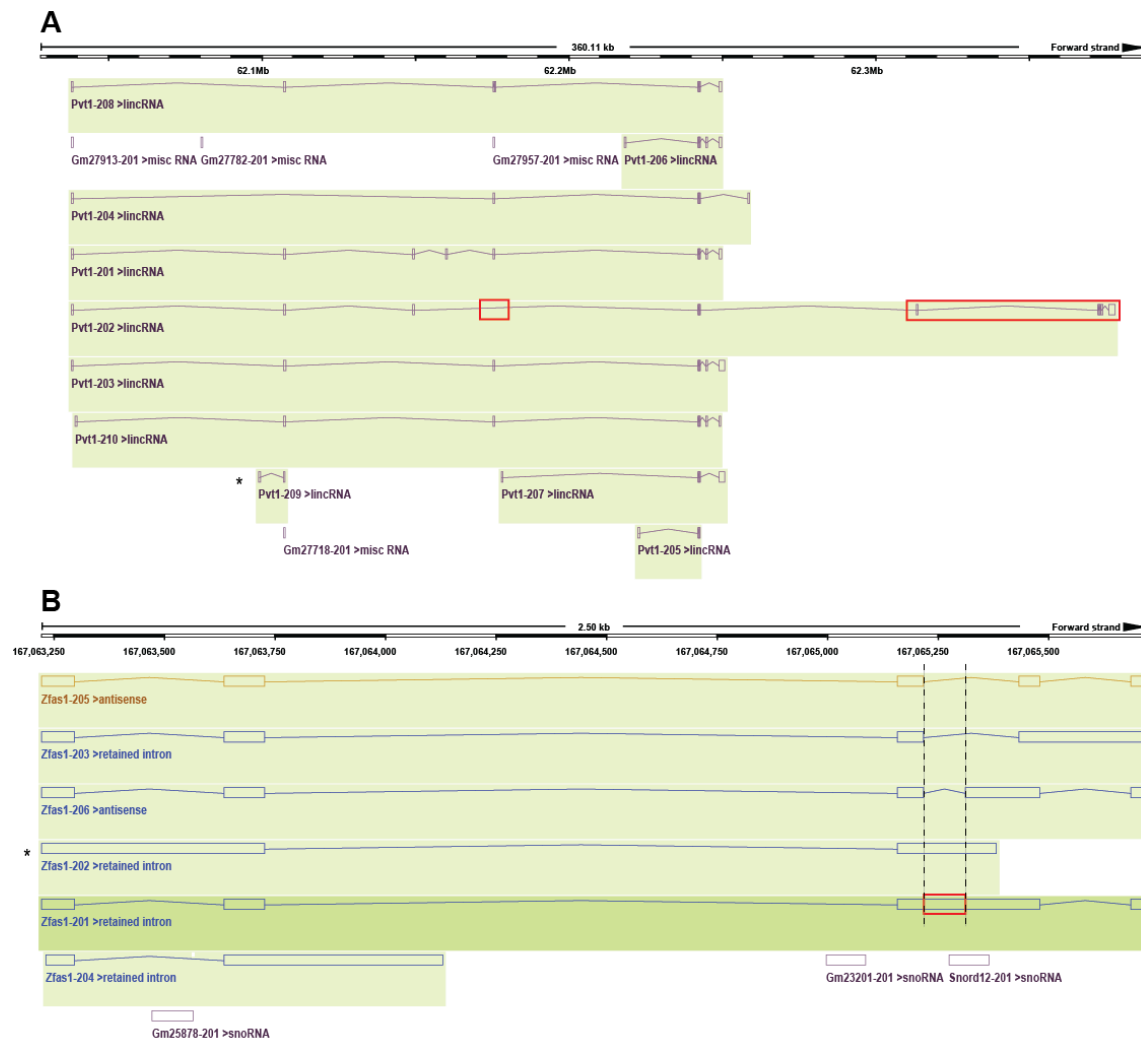 A
360.11 kb Forward strand
62.1Mb 62.2Mb 62.3Mb
Pvt1-208 >lincRNA
Gm27913-201 >misc RNA Gm27782-201 >misc RNA Gm27957-201 >misc RNA Pvt1-206 >lincRNA
Pvt1-204 >lincRNA
Pvt1-201 >lincRNA
Pvt1-202 >lincRNA
Pvt1-203 >lincRNA
Pvt1-210 >lincRNA
* Pvt1-209 >lincRNA Pvt1-207 >lincRNA
Gm27718-201 >misc RNA Pvt1-205 >lincRNA
B
2.50 kb Forward strand
167,063,250 167,063,500 167,063,750 167,064,000 167,064,250 167,064,500 167,064,750 167,065,000 167,065,250 167,065,500
Zfas1-205 >antisense
Zfas1-203 >retained intron
Zfas1-206 >antisense
* Zfas1-202 >retained intron
Zfas1-201 >retained intron
Zfas1-204 >retained intron Gm23201-201 >snoRNA Snord12-201 >snoRNA
Gm25878-201 >snoRNA